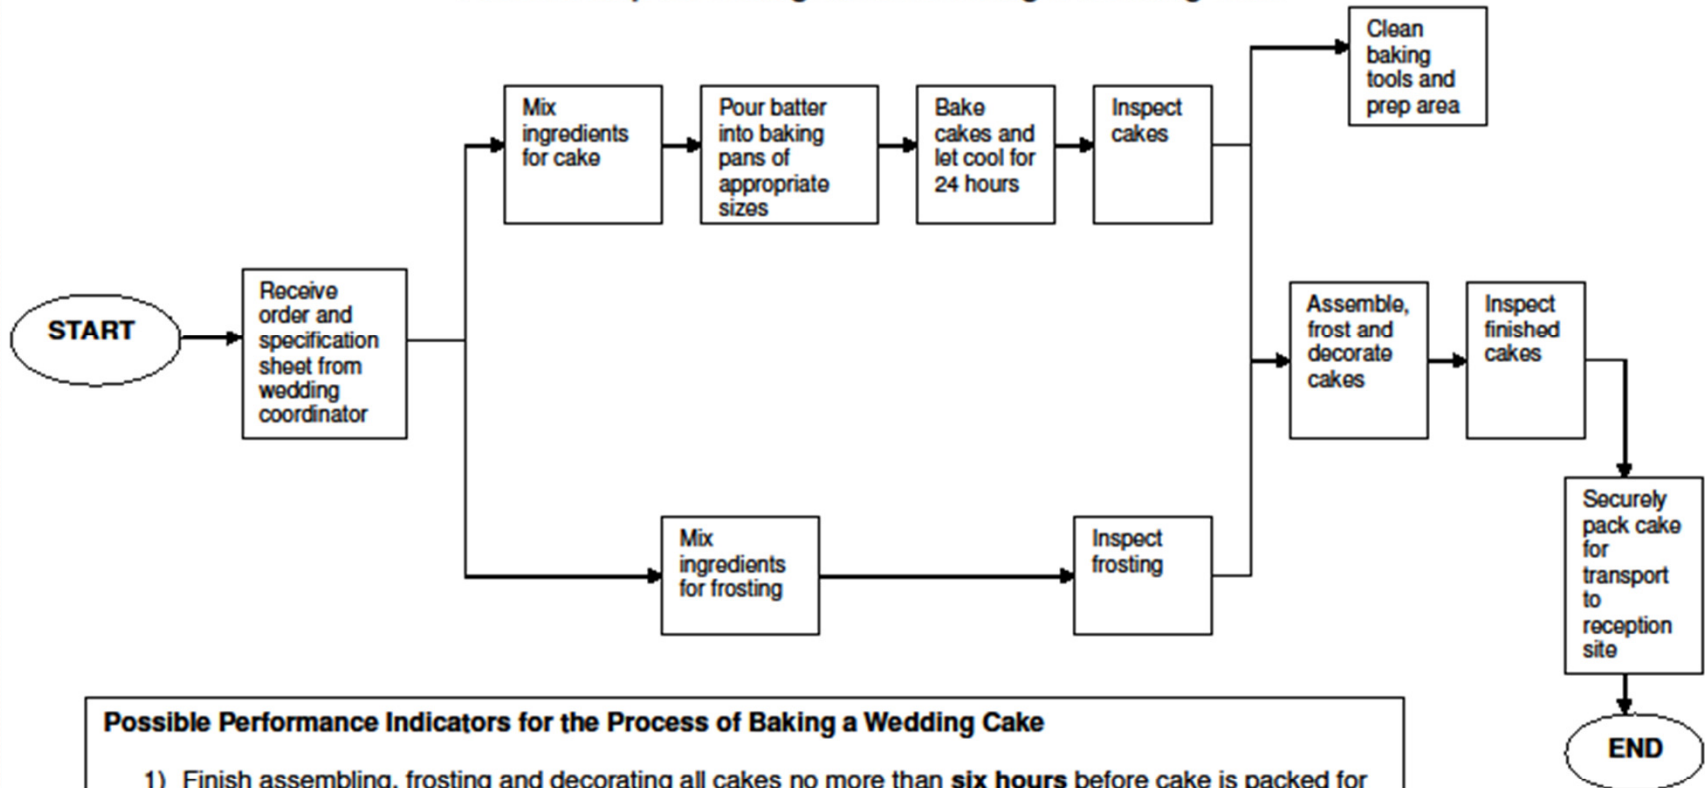 Clean
baking
tools and
prep area
Mix
ingredients
for cake
Pour batter
into baking
pans of
appropriate
sizes
Bake
cakes and
let cool for
24 hours
Inspect
cakes
START
Receive
order and
specification
sheet from
wedding
coordinator
Assemble,
frost and
decorate
cakes
Inspect
finished
cakes
Mix
ingredients
for frosting
Inspect
frosting
Securely
pack cake
for
transport
to
reception
site
END
Possible Performance Indicators for the Process of Baking a Wedding Cake
1) Finish assembling, frosting and decorating all cakes no more than six hours before cake is packed for